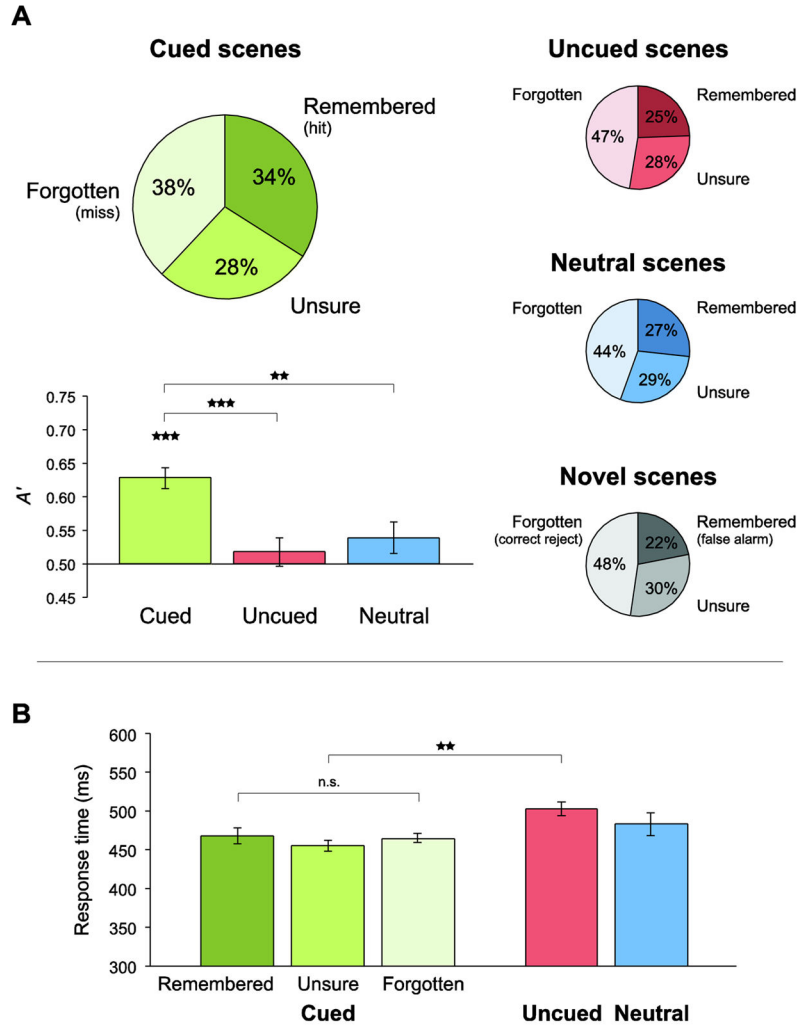 A
Cued scenes
Remembered
(hit)
34%
Forgotten
(miss)
38%
28%
Unsure
Uncued scenes
Forgotten
Remembered
25%
47%
28%
Unsure
Neutral scenes
Forgotten
Remembered
27%
44%
29%
Unsure
Novel scenes
Forgotten
(correct reject)
Remembered
(false alarm)
22%
48%
30%
Unsure
A′
0.75
0.70
0.65
0.60
0.55
0.50
0.45
★★
★★★
★★★
Cued Uncued Neutral
B
Response time (ms)
600
550
500
450
400
350
300
★★
n.s.
Remembered Unsure Forgotten
Cued Uncued Neutral